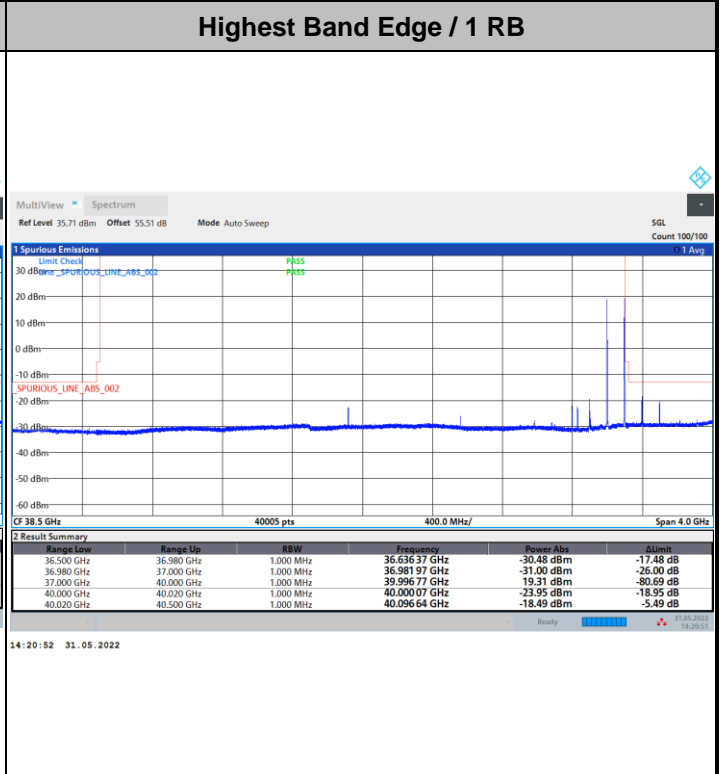 Highest Band Edge / 1 RB
MultiView Spectrum
Ref Level 35.71 dBm Offset 55.51 dB Mode Auto Sweep SGL
Count 100/100
1 Spurious Emissions 1 Avg
Limit Check PASS
30 dBm Line _SPURIOUS_LINE_ABS_002 PASS
20 dBm
10 dBm
0 dBm
-10 dBm
_SPURIOUS_LINE_ABS_002
-20 dBm
-30 dBm
-40 dBm
-50 dBm
-60 dBm
CF 38.5 GHz 40005 pts 400.0 MHz/ Span 4.0 GHz
2 Result Summary
Range Low Range Up RBW Frequency Power Abs ΔLimit
36.500 GHz 36.980 GHz 1.000 MHz 36.636 37 GHz -30.48 dBm -17.48 dB
36.980 GHz 37.000 GHz 1.000 MHz 36.981 97 GHz -31.00 dBm -26.00 dB
37.000 GHz 40.000 GHz 1.000 MHz 39.996 77 GHz 19.31 dBm -80.69 dB
40.000 GHz 40.020 GHz 1.000 MHz 40.000 07 GHz -23.95 dBm -18.95 dB
40.020 GHz 40.500 GHz 1.000 MHz 40.096 64 GHz -18.49 dBm -5.49 dB
Ready 31.05.2022
14:20:51
14:20:52 31.05.2022